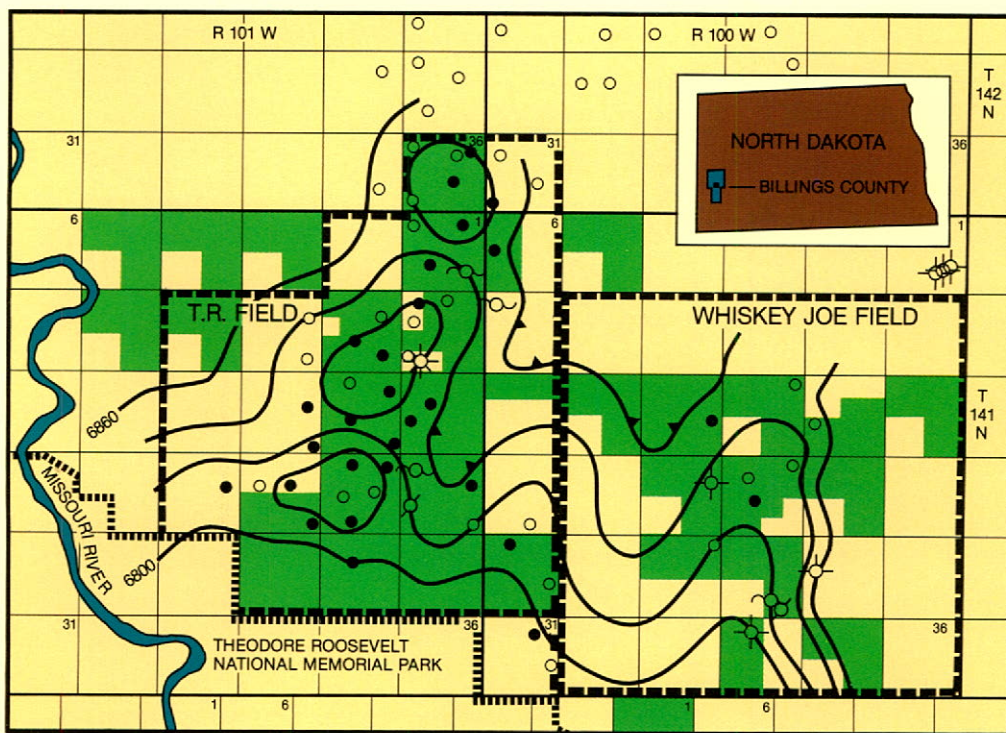 R 101 W
R 100 W
T
142
N
31
36
31
36
NORTH DAKOTA
BILLINGS COUNTY
6
1
6
1
T.R. FIELD
WHISKEY JOE FIELD
6860
T
141
N
MISSOURI RIVER
6800
31
36
31
36
THEODORE ROOSEVELT
NATIONAL MEMORIAL PARK
1
6
1
6